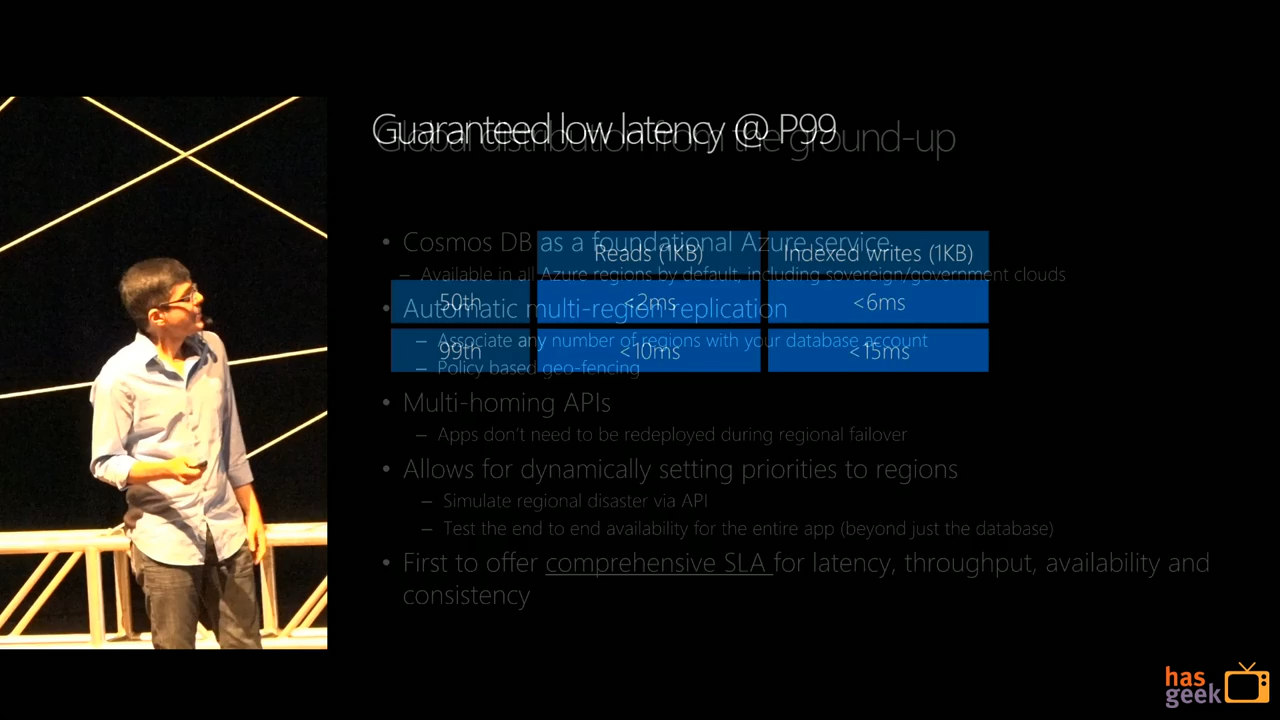 Guaranteed low latency @ P99
Global distribution from the ground-up
• Cosmos DB as a foundational Azure service
– Available in all Azure regions by default, including sovereign/government clouds
• Automatic multi-region replication
– Associate any number of regions with your database account
– Policy based geo-fencing
• Multi-homing APIs
– Apps don't need to be redeployed during regional failover
• Allows for dynamically setting priorities to regions
– Simulate regional disaster via API
– Test the end to end availability for the entire app (beyond just the database)
• First to offer comprehensive SLA for latency, throughput, availability and
consistency
Reads (1KB) Indexed writes (1KB)
50th <2ms <6ms
99th <10ms <15ms
has
geek